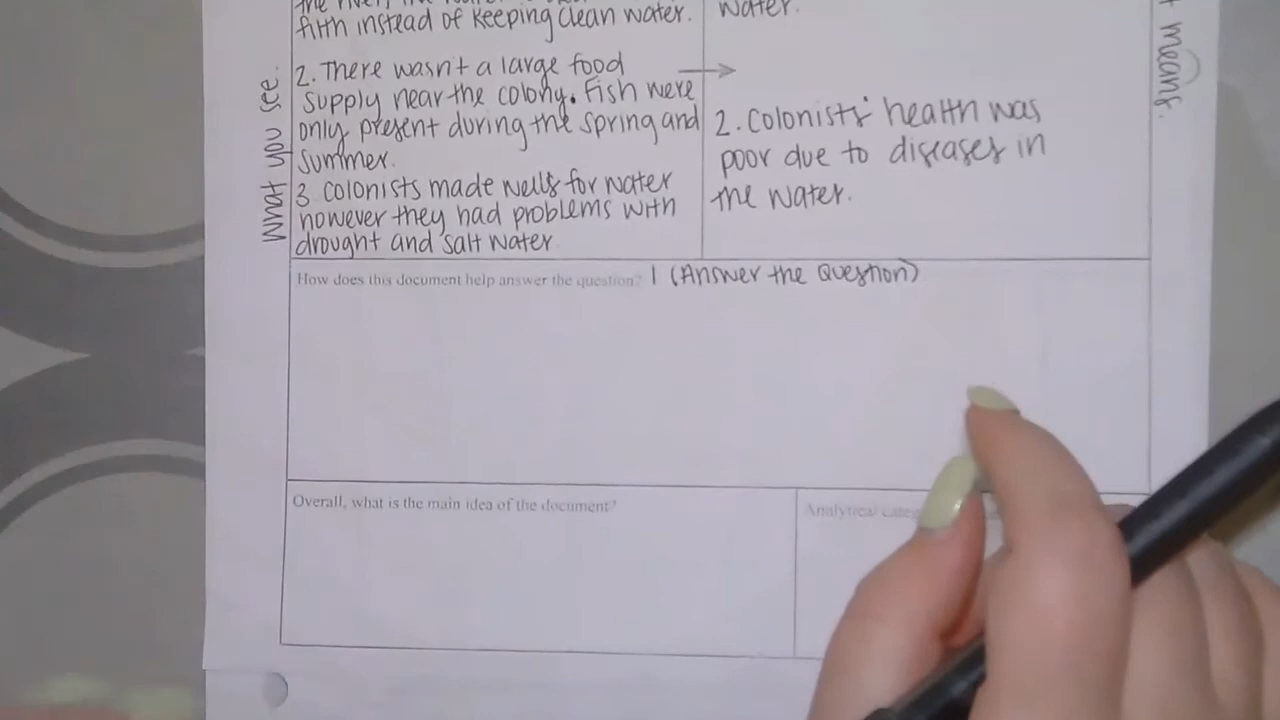 filth instead of keeping clean water.
water.
2. There wasn't a large food
supply near the colony. Fish were
only present during the spring and
summer.
3 colonists made wells for water
however they had problems with
drought and salt water
What you see.
2. colonists' health was
poor due to diseases in
the water.
means.
How does this document help answer the question? 1 (Answer the Question)
Overall, what is the main idea of the document?
Analytical